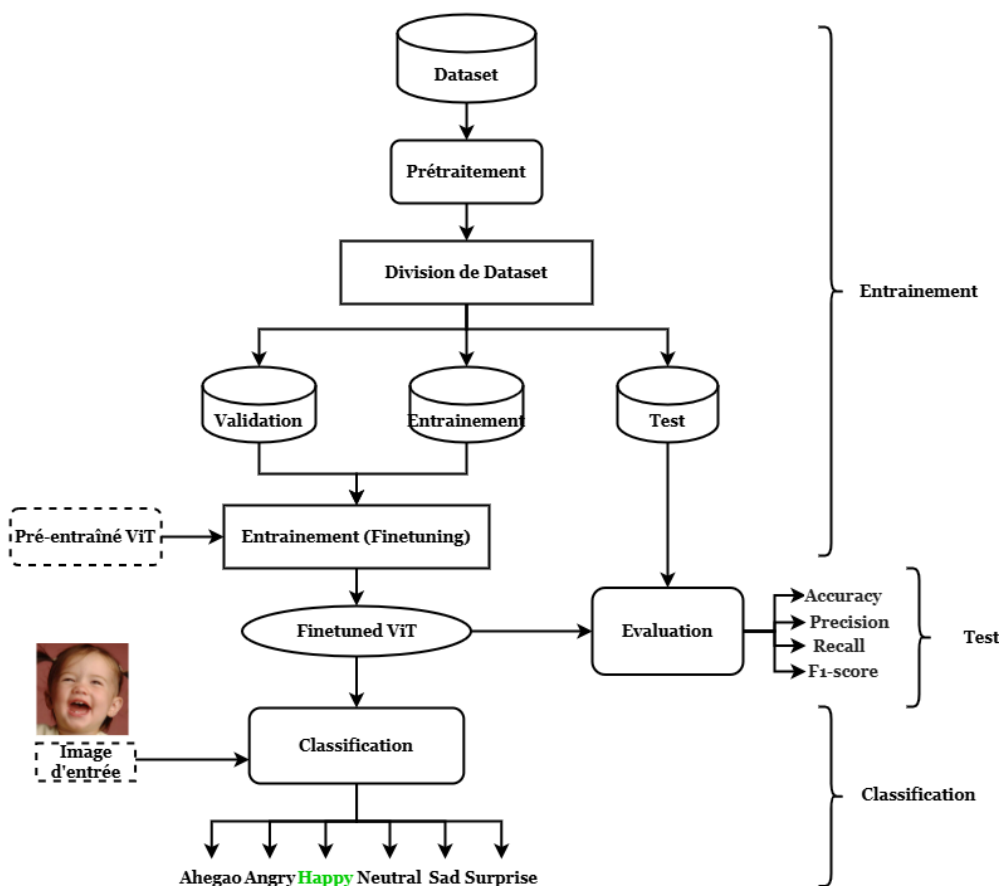 Dataset
Prétraitement
Division de Dataset
Entrainement
Validation
Entrainement
Test
Pré-entraîné ViT
Entrainement (Finetuning)
Finetuned ViT
Evaluation
Accuracy
Precision
Recall
F1-score
Test
Image
d'entrée
Classification
Classification
Ahegao Angry Happy Neutral Sad Surprise